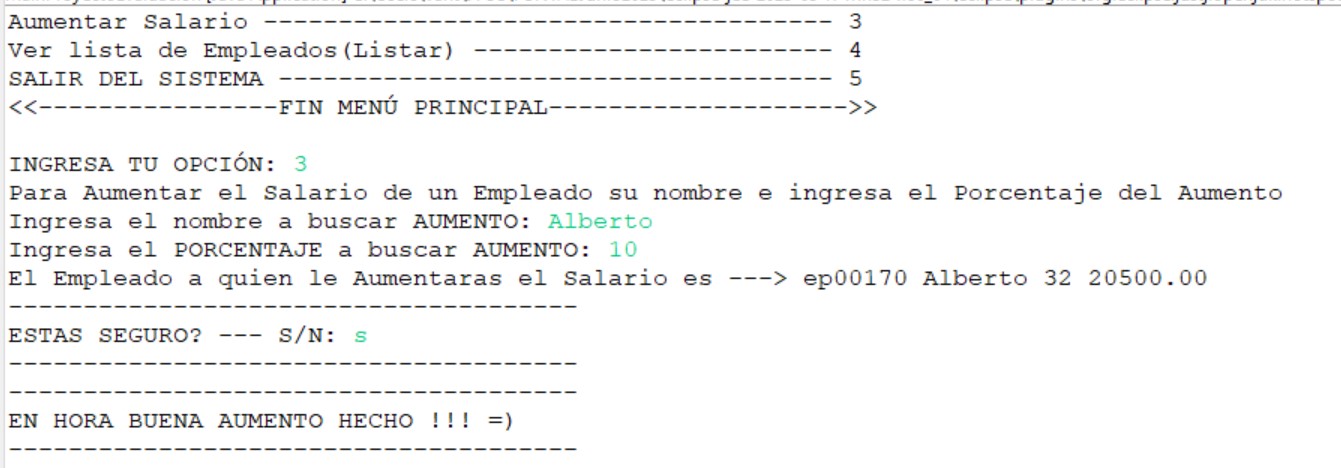 Aumentar Salario -------------------------------------- 3
Ver lista de Empleados(Listar) ------------------------ 4
SALIR DEL SISTEMA ------------------------------------- 5
<<----------------FIN MENÚ PRINCIPAL-------------------->>
INGRESA TU OPCIÓN: 3
Para Aumentar el Salario de un Empleado su nombre e ingresa el Porcentaje del Aumento
Ingresa el nombre a buscar AUMENTO: Alberto
Ingresa el PORCENTAJE a buscar AUMENTO: 10
El Empleado a quien le Aumentaras el Salario es ---> ep00170 Alberto 32 20500.00
--------------------------------------
ESTAS SEGURO? --- S/N: s
--------------------------------------
--------------------------------------
EN HORA BUENA AUMENTO HECHO !!! =)
--------------------------------------